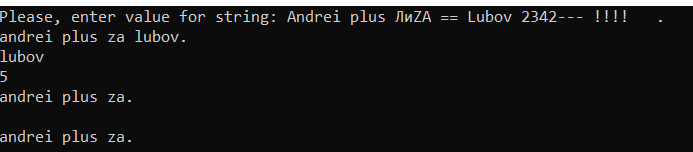 Please, enter value for string: Andrei plus ЛиZA == Lubov 2342--- !!!!   .
andrei plus za lubov.
lubov
5
andrei plus za.

andrei plus za.